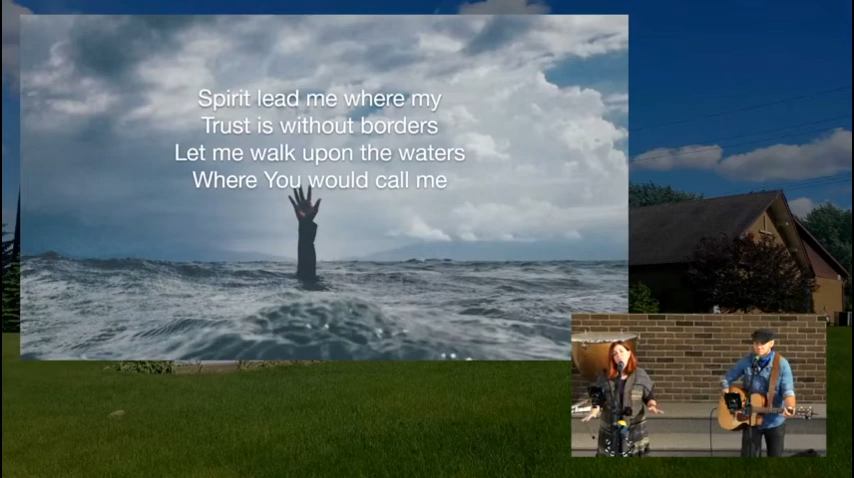 Spirit lead me where my
Trust is without borders
Let me walk upon the waters
Where You would call me